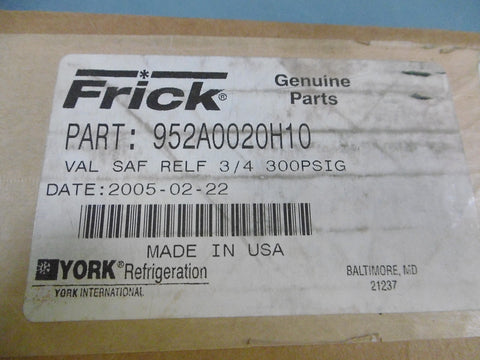 Frick®
Genuine
Parts
PART: 952A0020H10
VAL SAF RELF 3/4 300PSIG
DATE:2005-02-22
MADE IN USA
YORK® Refrigeration
YORK INTERNATIONAL
BALTIMORE, MD
21237